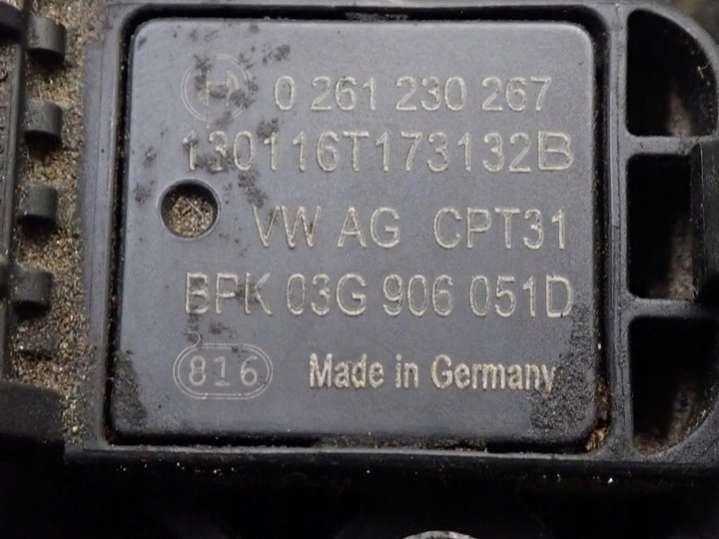 0 261 230 267
130116T173132B
VW AG CPT31
BPK 03G 906 051D
816 Made in Germany